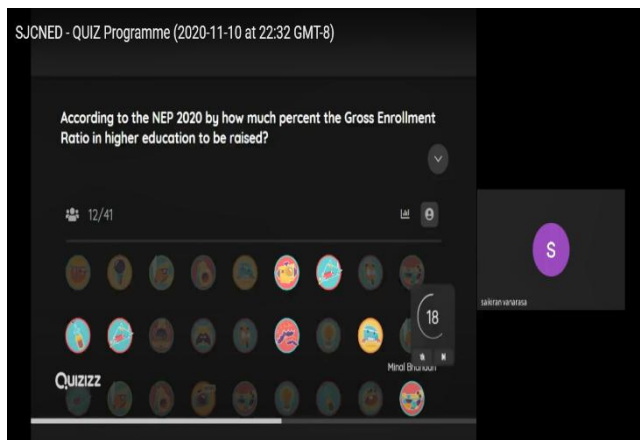 SJCNED - QUIZ Programme (2020-11-10 at 22:32 GMT-8)
According to the NEP 2020 by how much percent the Gross Enrollment
Ratio in higher education to be raised?
12/41
S
18
saikiran vanarasa
Minal
Quizizz